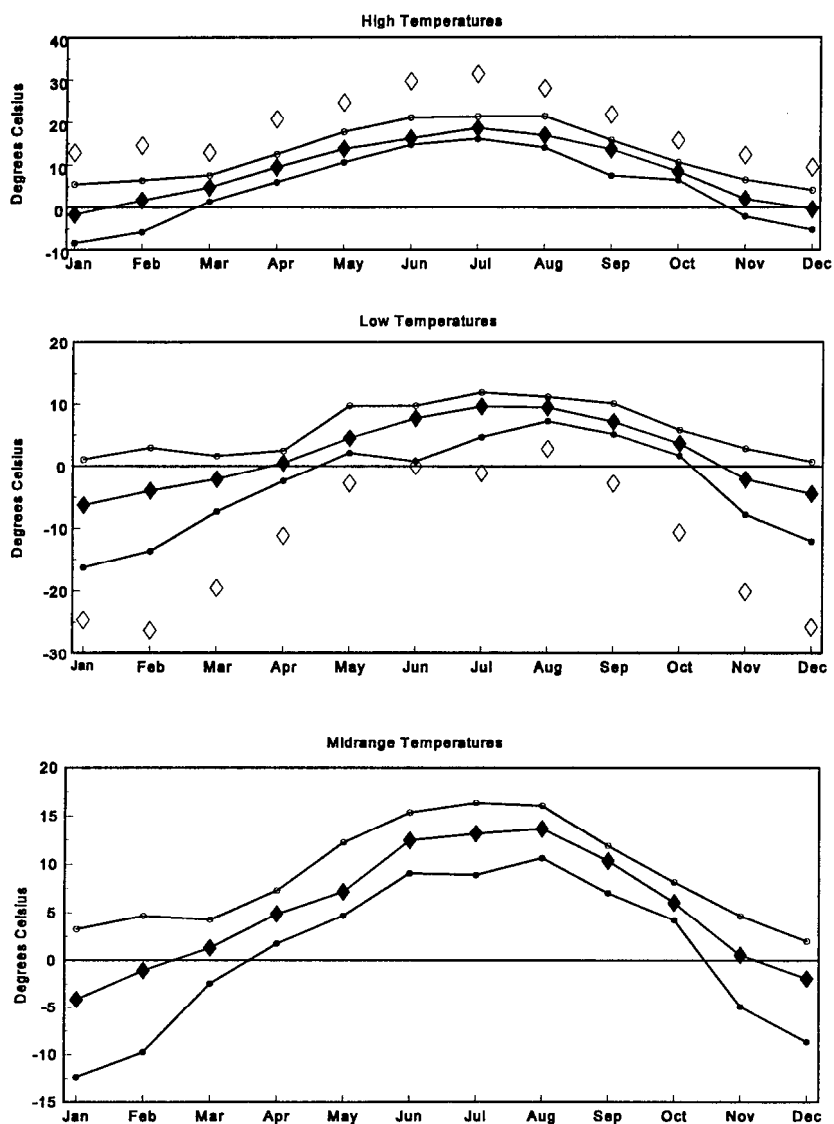 High Temperatures
Degrees Celsius
40
30
20
10
0
-10
Jan Feb Mar Apr May Jun Jul Aug Sep Oct Nov Dec
Low Temperatures
Degrees Celsius
20
10
0
-10
-20
-30
Jan Feb Mar Apr May Jun Jul Aug Sep Oct Nov Dec
Midrange Temperatures
Degrees Celsius
20
15
10
5
0
-5
-10
-15
Jan Feb Mar Apr May Jun Jul Aug Sep Oct Nov Dec